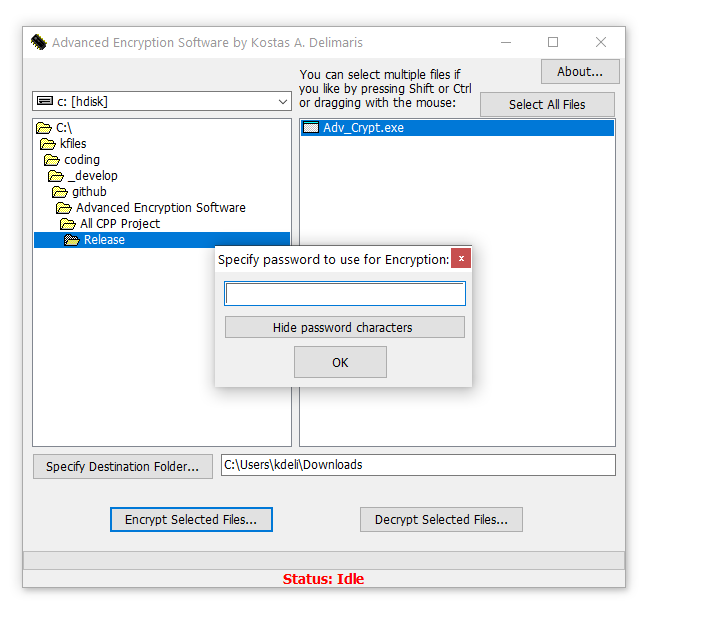 Advanced Encryption Software by Kostas A. Delimaris
About...
You can select multiple files if
you like by pressing Shift or Ctrl
or dragging with the mouse:
c: [hdisk]
Select All Files
C:\
kfiles
coding
_develop
github
Advanced Encryption Software
All CPP Project
Release
Adv_Crypt.exe
Specify password to use for Encryption:
x
Hide password characters
OK
Specify Destination Folder...
C:\Users\kdeli\Downloads
Encrypt Selected Files...
Decrypt Selected Files...
Status: Idle